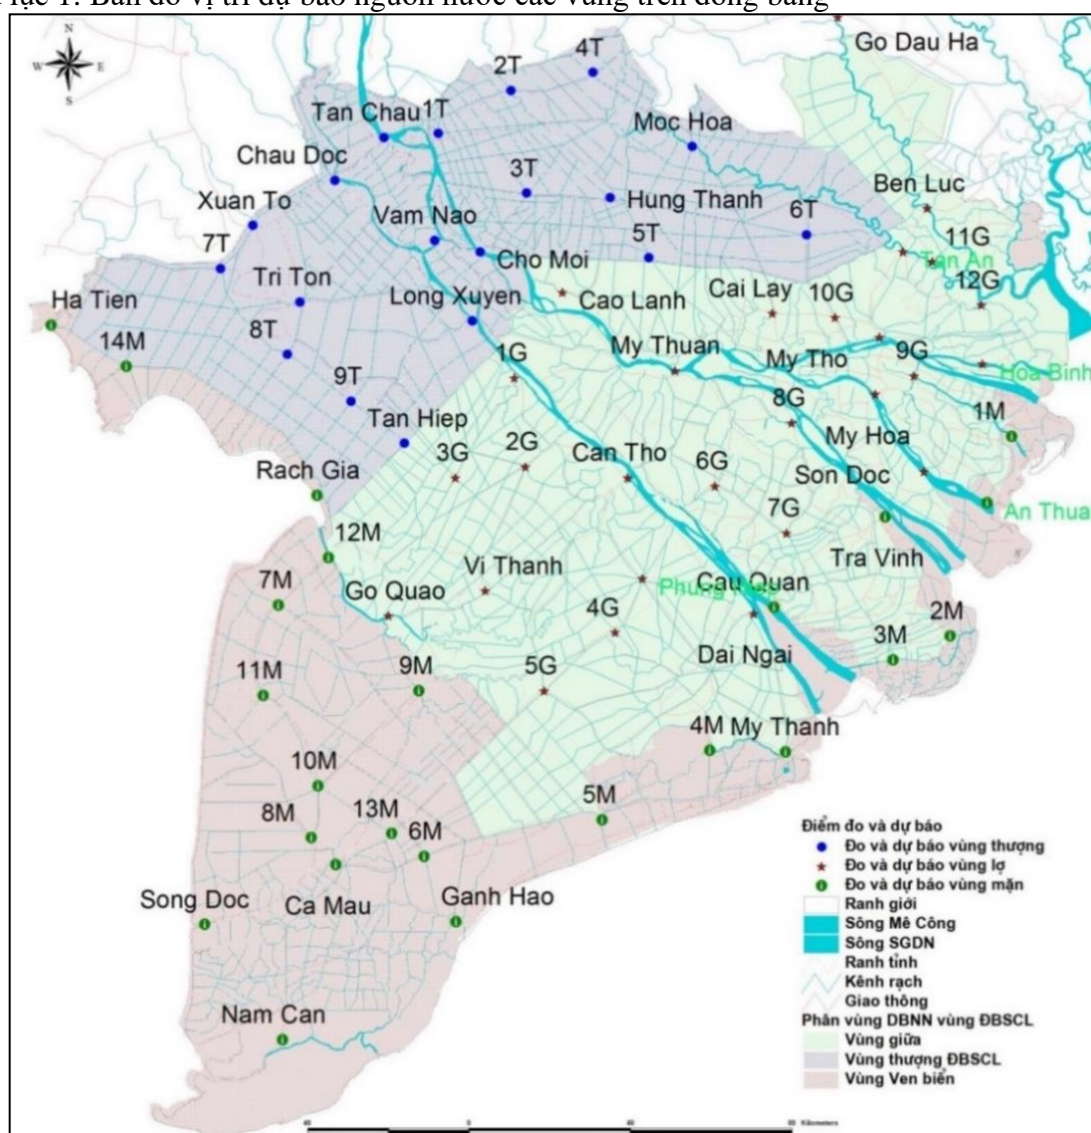 lục 1: Bản đồ vị trí dự báo nguồn nước các vùng trên đồng bằng
N
W
E
S
Go Dau Ha
4T
2T
Tan Chau
1T
Moc Hoa
Chau Doc
3T
Ben Luc
Xuan To
Vam Nao
Hung Thanh
6T
7T
5T
11G
Tan An
Cho Moi
12G
Tri Ton
Ha Tien
Long Xuyen
Cao Lanh
Cai Lay
10G
8T
14M
1G
My Thuan
My Tho
9G
Hoa Binh
9T
8G
1M
Tan Hiep
3G
2G
Can Tho
My Hoa
6G
Rach Gia
Son Doc
7G
An Thua
12M
Tra Vinh
Vi Thanh
7M
Go Quao
Phung Hiep
Cau Quan
4G
2M
3M
9M
5G
Dai Ngai
11M
4M
My Thanh
10M
5M
8M
13M
6M
Song Doc
Ca Mau
Ganh Hao
Nam Can
Điểm đo và dự báo
Đo và dự báo vùng thượng
Đo và dự báo vùng lợ
Đo và dự báo vùng mặn
Ranh giới
Sông Mê Công
Sông SGDN
Ranh tỉnh
Kênh rạch
Giao thông
Phân vùng DBNN vùng ĐBSCL
Vùng giữa
Vùng thượng ĐBSCL
Vùng Ven biển
40
0
40
80
Kilometers